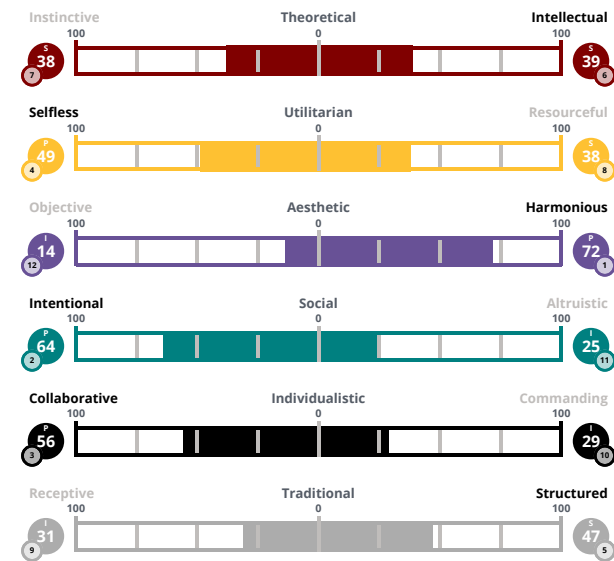 Instinctive Theoretical Intellectual
100 0 100
S 38 7 S 39 6
Selfless Utilitarian Resourceful
100 0 100
P 49 4 S 38 8
Objective Aesthetic Harmonious
100 0 100
I 14 12 P 72 1
Intentional Social Altruistic
100 0 100
P 64 2 I 25 11
Collaborative Individualistic Commanding
100 0 100
P 56 3 I 29 10
Receptive Traditional Structured
100 0 100
I 31 9 S 47 5